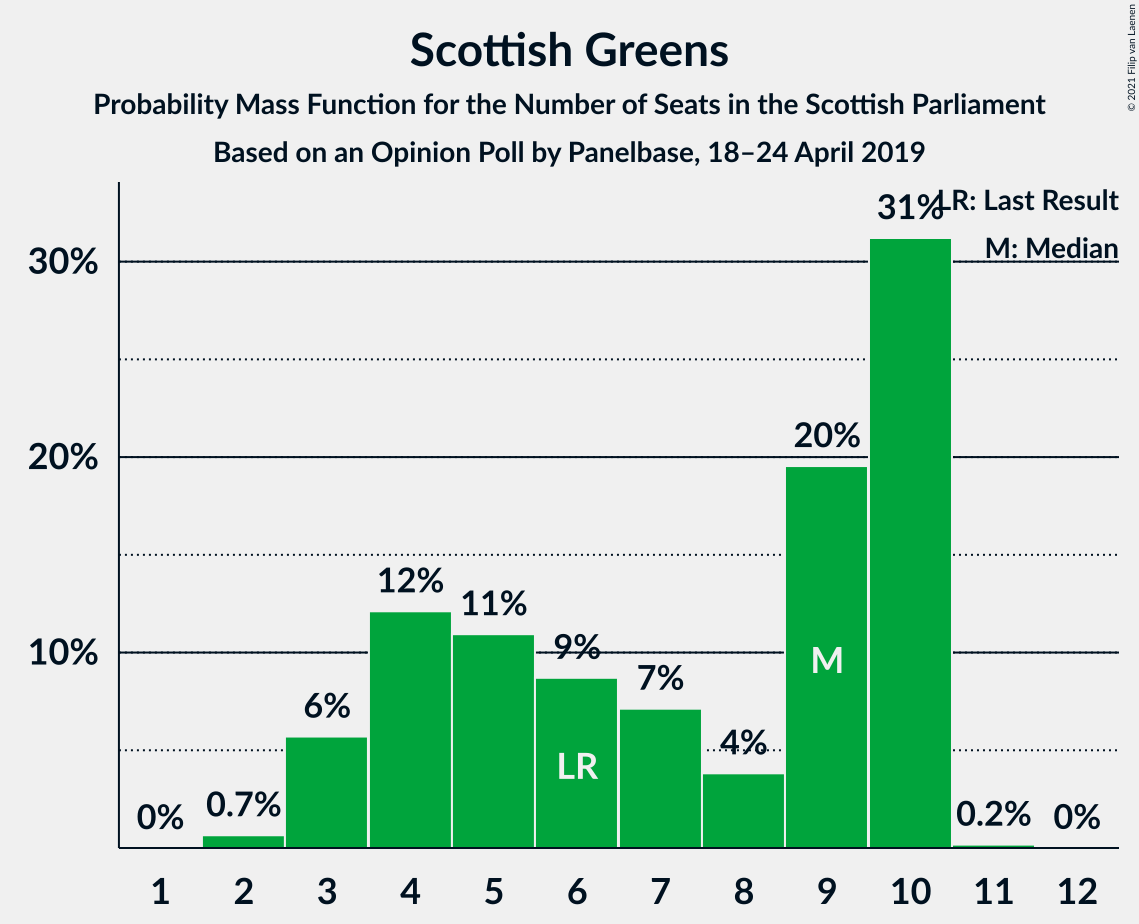 Scottish Greens
Probability Mass Function for the Number of Seats in the Scottish Parliament
Based on an Opinion Poll by Panelbase, 18–24 April 2019
© 2021 Filip van Laenen
LR: Last Result
M: Median
30%
20%
10%
0%
0.7%
6%
12%
11%
9%
7%
4%
20%
31%
0.2%
0%
LR
M
1 2 3 4 5 6 7 8 9 10 11 12